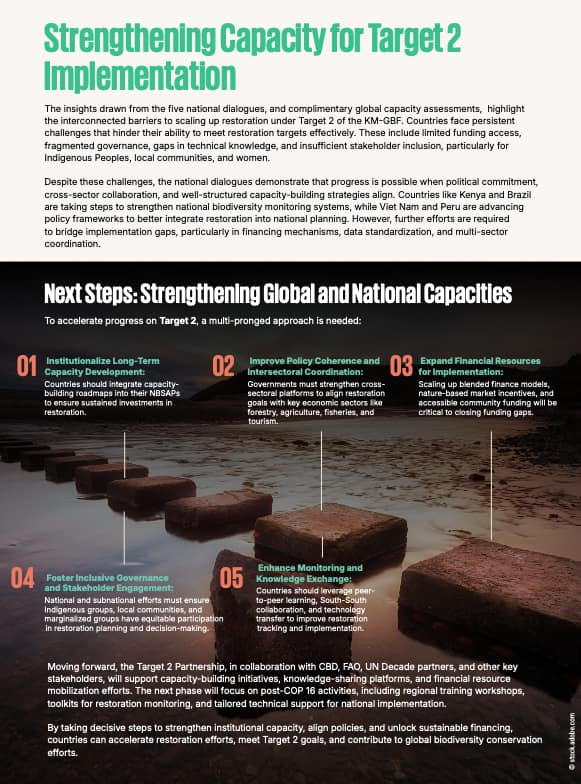 Strengthening Capacity for Target 2
Implementation
The insights drawn from the five national dialogues, and complimentary global capacity assessments, highlight
the interconnected barriers to scaling up restoration under Target 2 of the KM-GBF. Countries face persistent
challenges that hinder their ability to meet restoration targets effectively. These include limited funding access,
fragmented governance, gaps in technical knowledge, and insufficient stakeholder inclusion, particularly for
Indigenous Peoples, local communities, and women.
Despite these challenges, the national dialogues demonstrate that progress is possible when political commitment,
cross-sector collaboration, and well-structured capacity-building strategies align. Countries like Kenya and Brazil
are taking steps to strengthen national biodiversity monitoring systems, while Viet Nam and Peru are advancing
policy frameworks to better integrate restoration into national planning. However, further efforts are required
to bridge implementation gaps, particularly in financing mechanisms, data standardization, and multi-sector
coordination.
Next Steps: Strengthening Global and National Capacities
To accelerate progress on Target 2, a multi-pronged approach is needed:
01
Institutionalize Long-Term
Capacity Development:
Countries should integrate capacity-
building roadmaps into their NBSAPs
to ensure sustained investments in
restoration.
02
Improve Policy Coherence and
Intersectoral Coordination:
Governments must strengthen cross-
sectoral platforms to align restoration
goals with key economic sectors like
forestry, agriculture, fisheries, and
tourism.
03
Expand Financial Resources
for Implementation:
Scaling up blended finance models,
nature-based market incentives, and
accessible community funding will be
critical to closing funding gaps.
04
Foster Inclusive Governance
and Stakeholder Engagement:
National and subnational efforts must ensure
Indigenous groups, local communities, and
marginalized groups have equitable participation
in restoration planning and decision-making.
05
Enhance Monitoring and
Knowledge Exchange:
Countries should leverage peer-
to-peer learning, South-South
collaboration, and technology
transfer to improve restoration
tracking and implementation.
Moving forward, the Target 2 Partnership, in collaboration with CBD, FAO, UN Decade partners, and other key
stakeholders, will support capacity-building initiatives, knowledge-sharing platforms, and financial resource
mobilization efforts. The next phase will focus on post-COP 16 activities, including regional training workshops,
toolkits for restoration monitoring, and tailored technical support for national implementation.
By taking decisive steps to strengthen institutional capacity, align policies, and unlock sustainable financing,
countries can accelerate restoration efforts, meet Target 2 goals, and contribute to global biodiversity conservation
efforts.
© stock.adobe.com